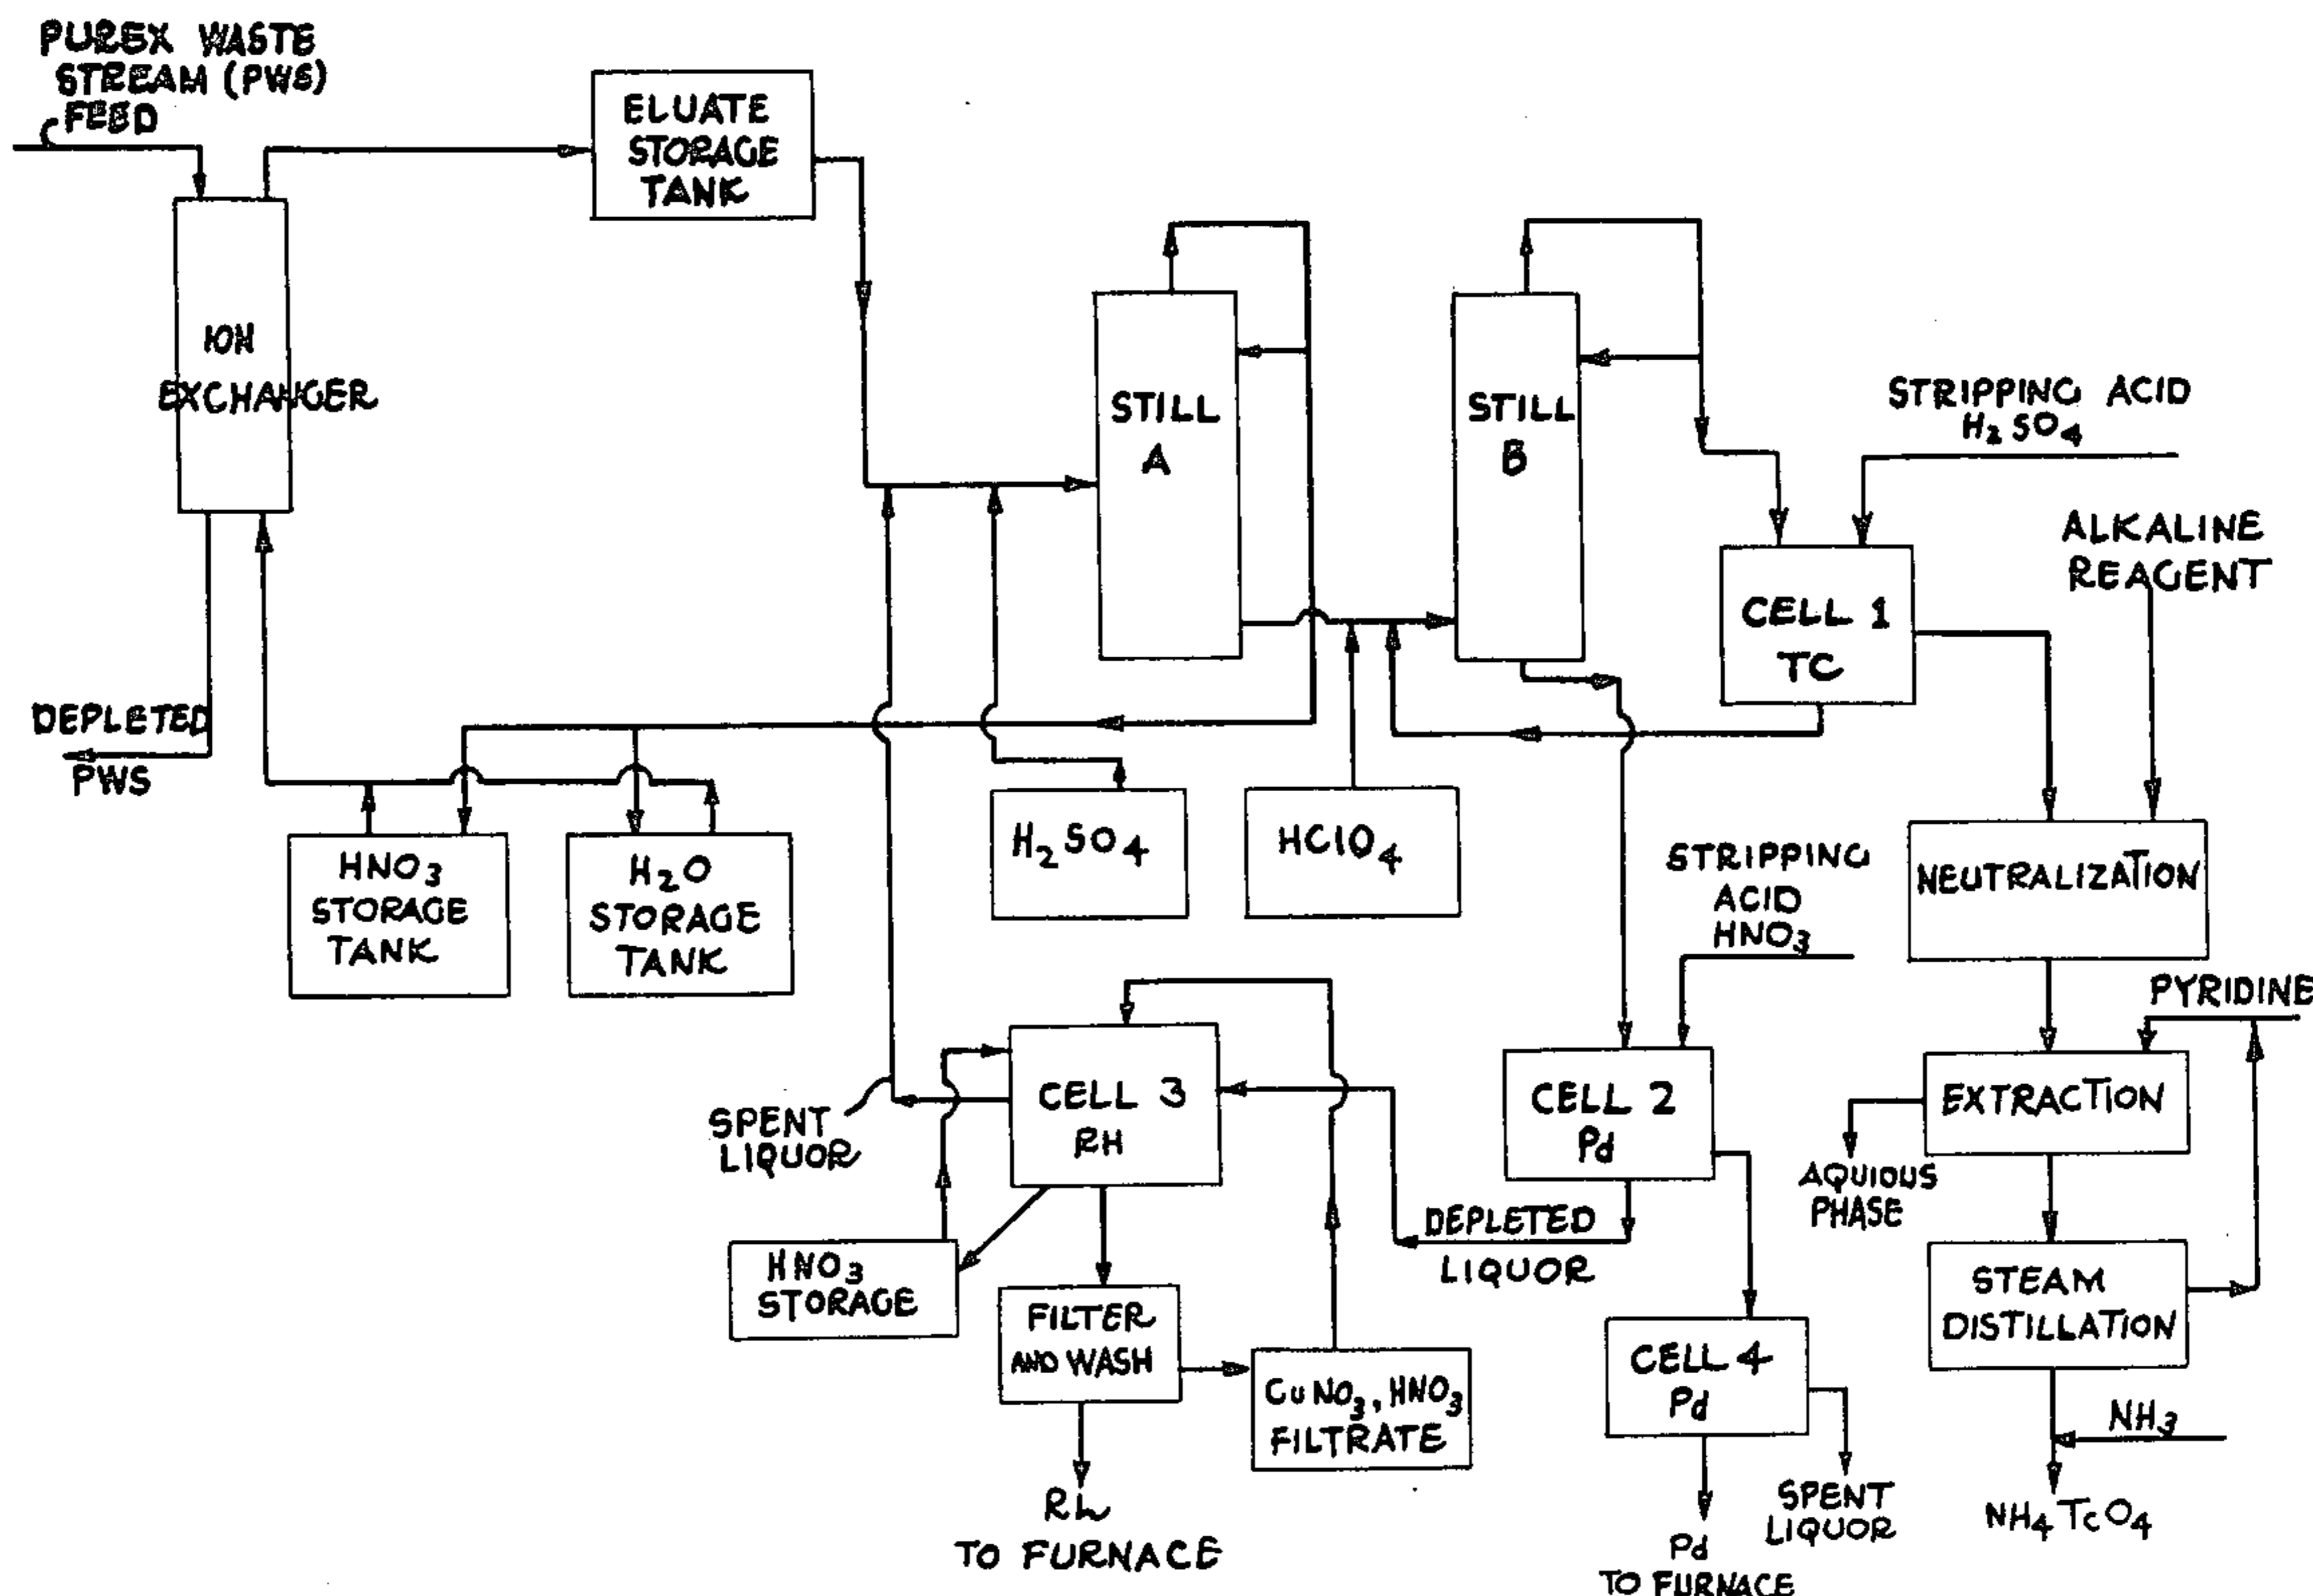 PUREX WASTE
STREAM (PWS)
FEED
ELUATE
STORAGE
TANK
ION
EXCHANGER
STILL
A
STILL
B
STRIPPING ACID
H₂SO₄
ALKALINE
REAGENT
CELL 1
TC
DEPLETED
PWS
HNO₃
STORAGE
TANK
H₂O
STORAGE
TANK
H₂SO₄
HClO₄
STRIPPING
ACID
HNO₃
NEUTRALIZATION
PYRIDINE
CELL 3
RH
CELL 2
Pd
EXTRACTION
SPENT
LIQUOR
AQUIOUS
PHASE
DEPLETED
LIQUOR
HNO₃
STORAGE
FILTER
AND WASH
CuNO₃, HNO₃
FILTRATE
CELL 4
Pd
STEAM
DISTILLATION
NH₃
Rh
TO FURNACE
Pd
TO FURNACE
SPENT
LIQUOR
NH₄TcO₄